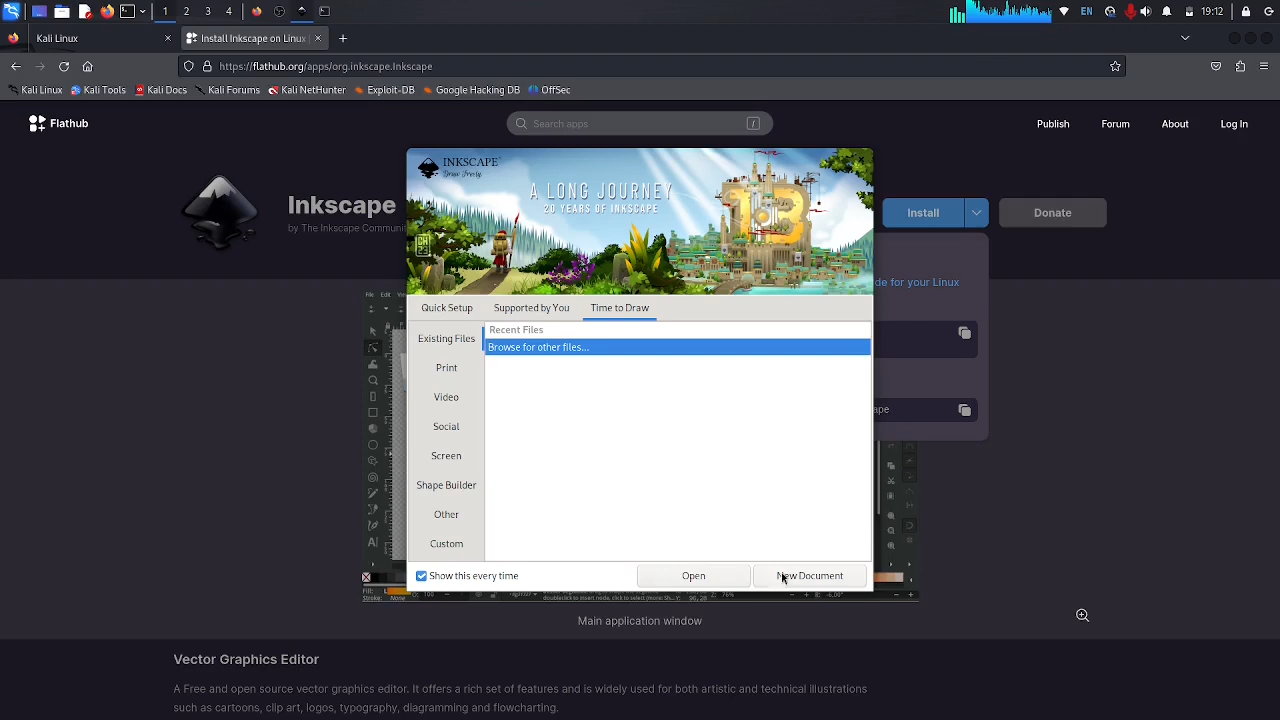 1 2 3 4 EN 19:12
Kali Linux × Install Inkscape on Linux | × +
https://flathub.org/apps/org.inkscape.Inkscape
Kali Linux Kali Tools Kali Docs Kali Forums Kali NetHunter Exploit-DB Google Hacking DB OffSec
Flathub Search apps / Publish Forum About Log In
INKSCAPE
Draw Freely.
A LONG JOURNEY
20 YEARS OF INKSCAPE
Inkscape
by The Inkscape Communi
Install Donate
de for your Linux
ape
File Edit
Quick Setup Supported by You Time to Draw
Existing Files
Print
Video
Social
Screen
Shape Builder
Other
Custom
Recent Files
Browse for other files...
Show this every time Open New Document
Main application window
Vector Graphics Editor
A Free and open source vector graphics editor. It offers a rich set of features and is widely used for both artistic and technical illustrations
such as cartoons, clip art, logos, typography, diagramming and flowcharting.